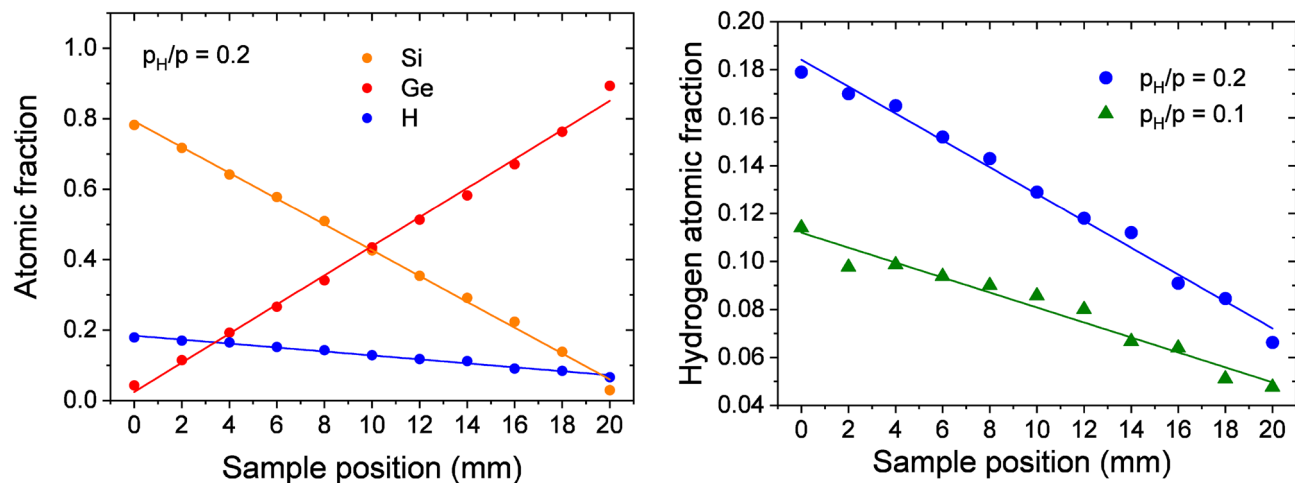 p_H/p = 0.2
Si
Ge
H
1.0
0.8
0.6
0.4
0.2
0.0
Atomic fraction
0 2 4 6 8 10 12 14 16 18 20
Sample position (mm)
p_H/p = 0.2
p_H/p = 0.1
0.20
0.18
0.16
0.14
0.12
0.10
0.08
0.06
0.04
Hydrogen atomic fraction
0 2 4 6 8 10 12 14 16 18 20
Sample position (mm)